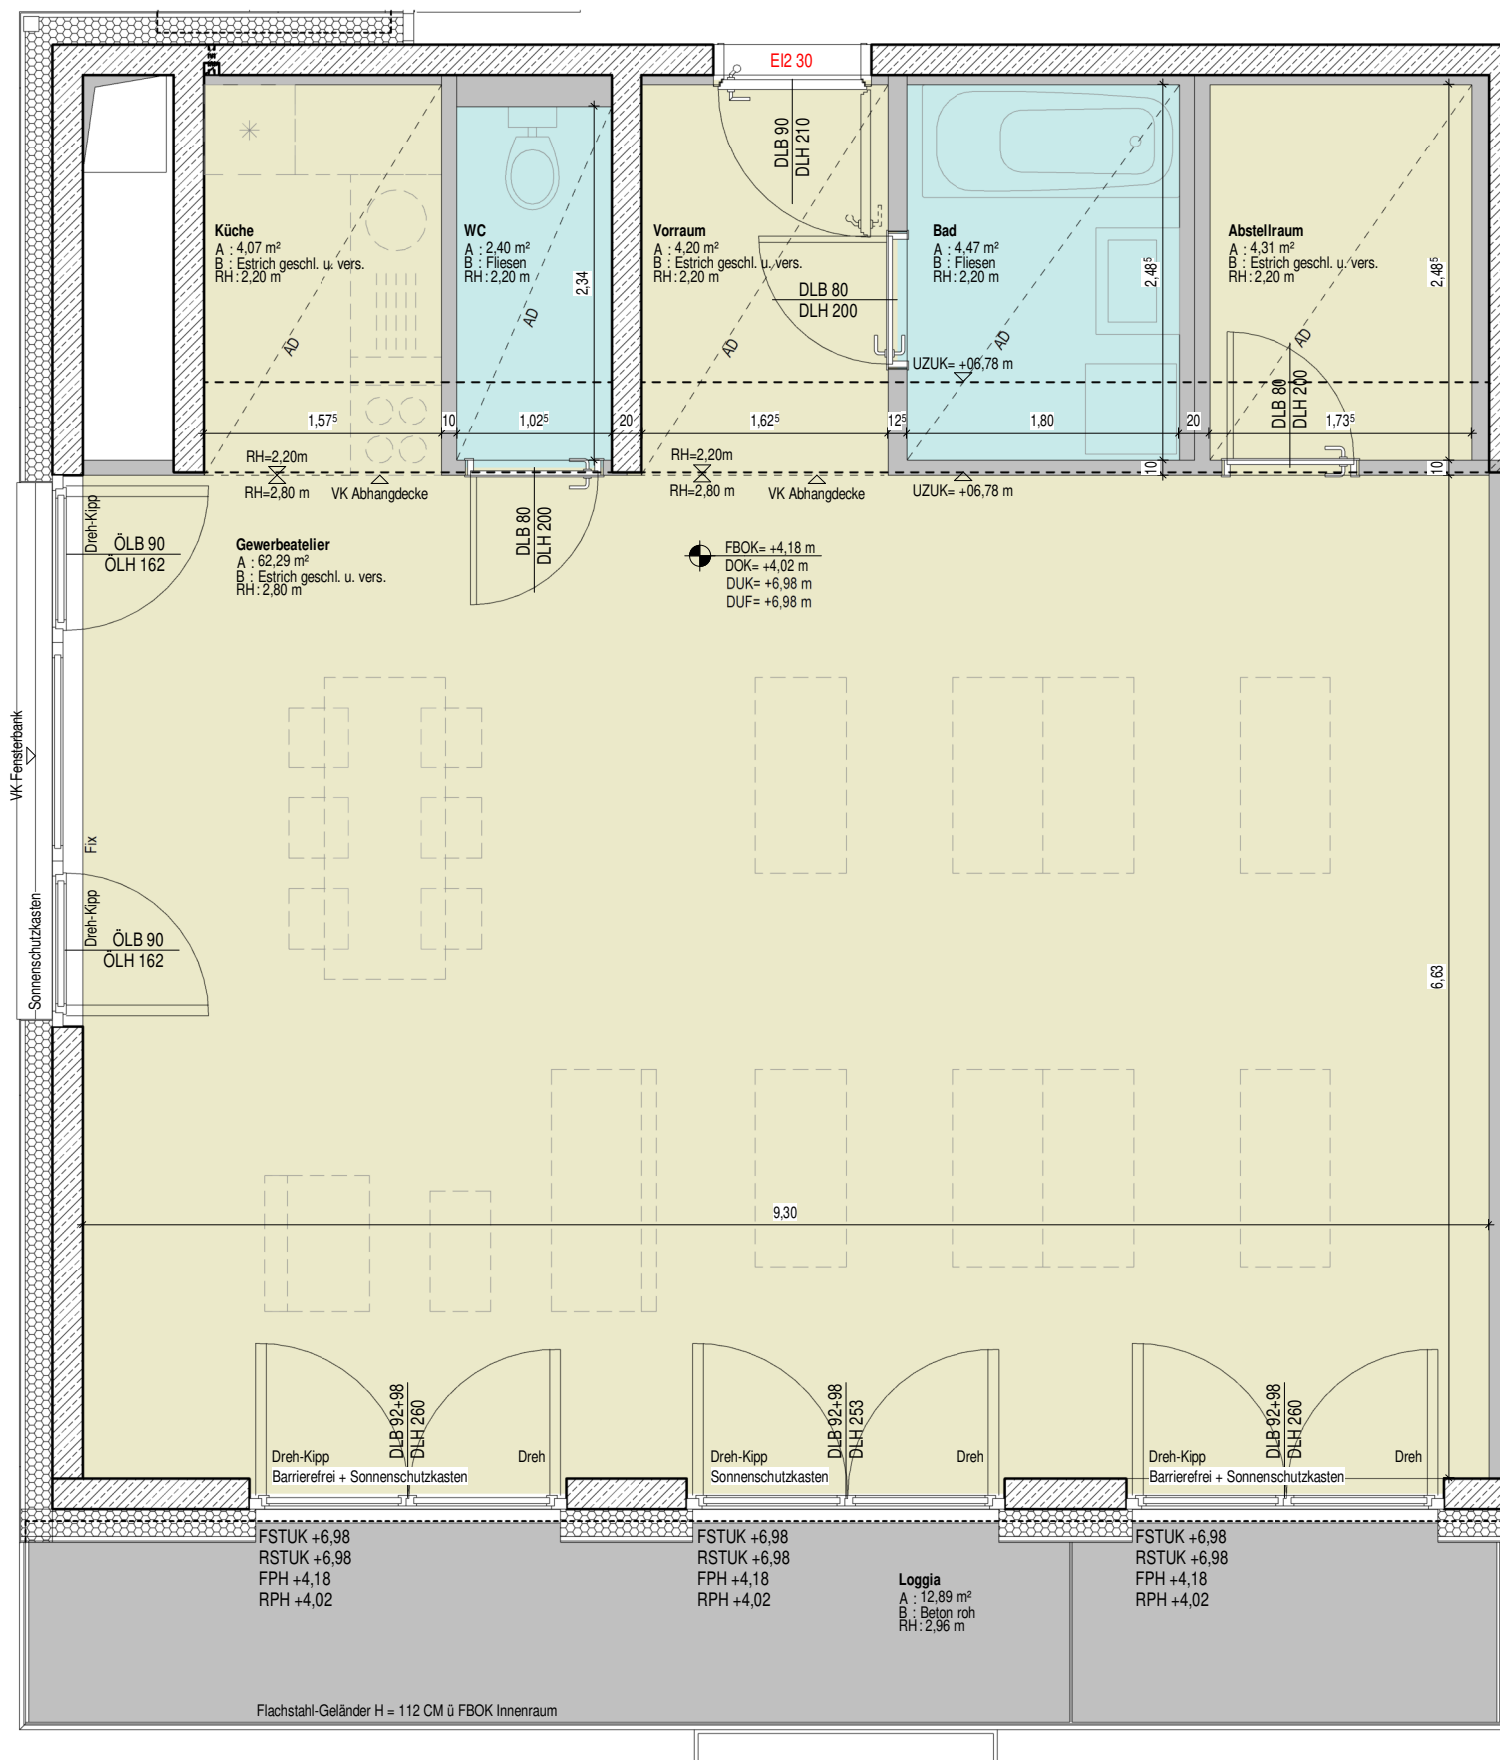 EI2 30
DLB 90
DLH 210
Küche
A : 4,07 m²
B : Estrich geschl. u. vers.
RH : 2,20 m
WC
A : 2,40 m²
B : Fliesen
RH : 2,20 m
Vorraum
A : 4,20 m²
B : Estrich geschl. u. vers.
RH : 2,20 m
Bad
A : 4,47 m²
B : Fliesen
RH : 2,20 m
Abstellraum
A : 4,31 m²
B : Estrich geschl. u. vers.
RH : 2,20 m
2,34
2,48⁵
2,48⁵
DLB 80
DLH 200
AD
AD
AD
AD
AD
UZUK= +06,78 m
DLB 80
DLH 200
1,57⁵
10
1,02⁵
20
1,62⁵
12⁵
1,80
20
1,73⁵
10
10
RH=2,20m
RH=2,80 m
VK Abhangdecke
RH=2,20m
RH=2,80 m
VK Abhangdecke
UZUK= +06,78 m
DLB 80
DLH 200
Dreh-Kipp
ÖLB 90
ÖLH 162
Gewerbeatelier
A : 62,29 m²
B : Estrich geschl. u. vers.
RH : 2,80 m
FBOK= +4,18 m
DOK= +4,02 m
DUK= +6,98 m
DUF= +6,98 m
VK Fensterbank
Fix
Sonnenschutzkasten
Dreh-Kipp
ÖLB 90
ÖLH 162
6,63
9,30
DLB 92+98
DLH 260
Dreh-Kipp
Dreh
Barrierefrei + Sonnenschutzkasten
DLB 92+98
DLH 253
Dreh-Kipp
Dreh
Sonnenschutzkasten
DLB 92+98
DLH 260
Dreh-Kipp
Dreh
Barrierefrei + Sonnenschutzkasten
FSTUK +6,98
RSTUK +6,98
FPH +4,18
RPH +4,02
FSTUK +6,98
RSTUK +6,98
FPH +4,18
RPH +4,02
Loggia
A : 12,89 m²
B : Beton roh
RH : 2,96 m
FSTUK +6,98
RSTUK +6,98
FPH +4,18
RPH +4,02
Flachstahl-Geländer H = 112 CM ü FBOK Innenraum